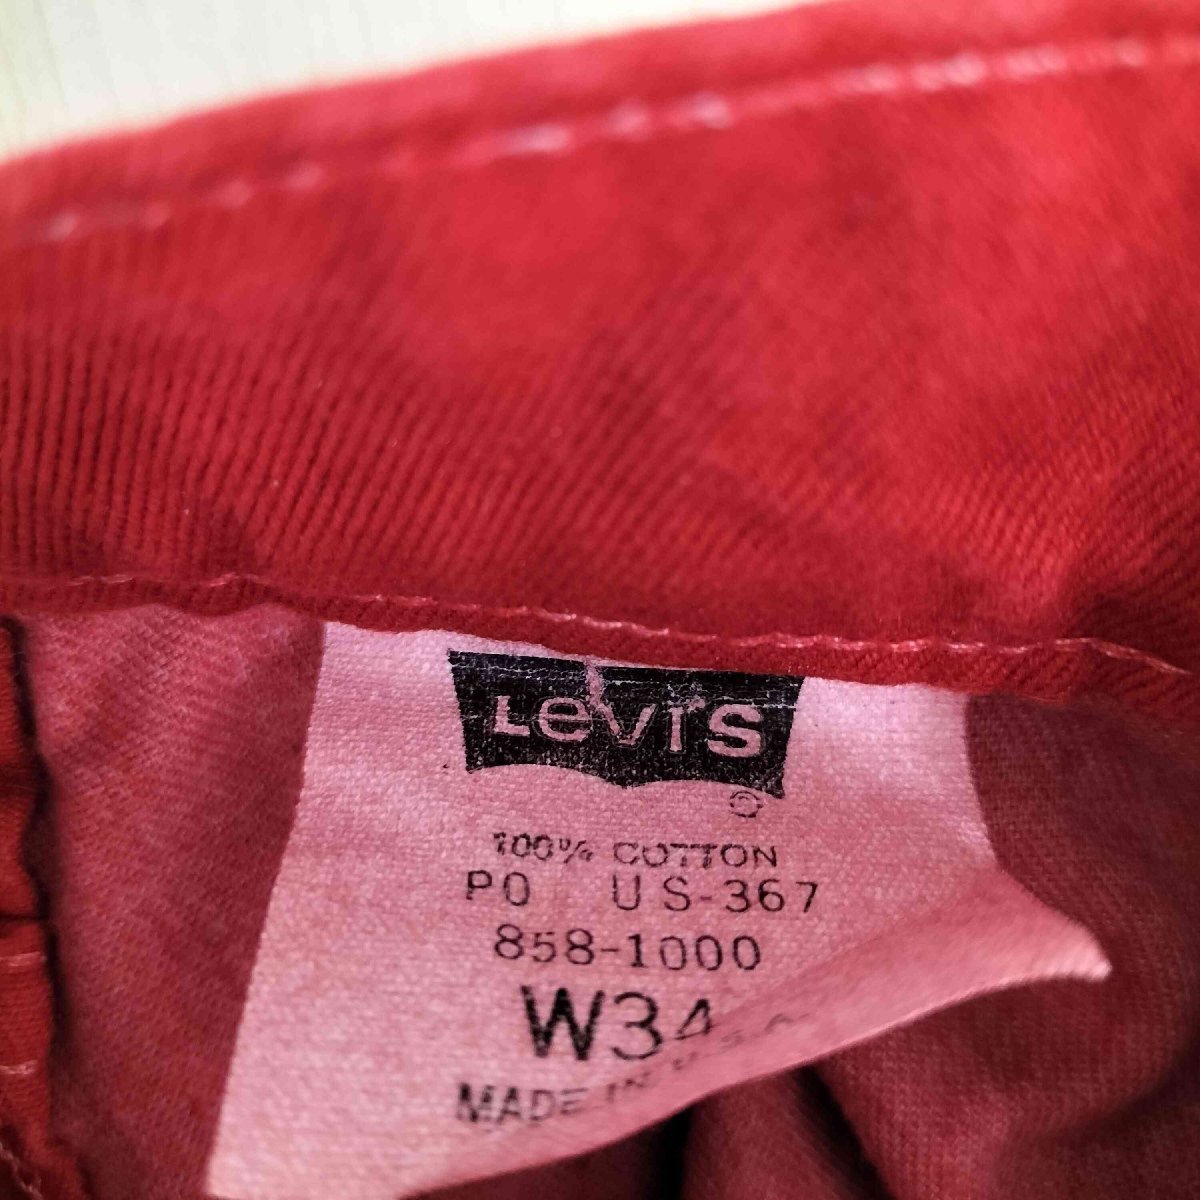 Levi's
®
100% COTTON
PO US-367
858-1000
W34
MADE IN U.S.A.